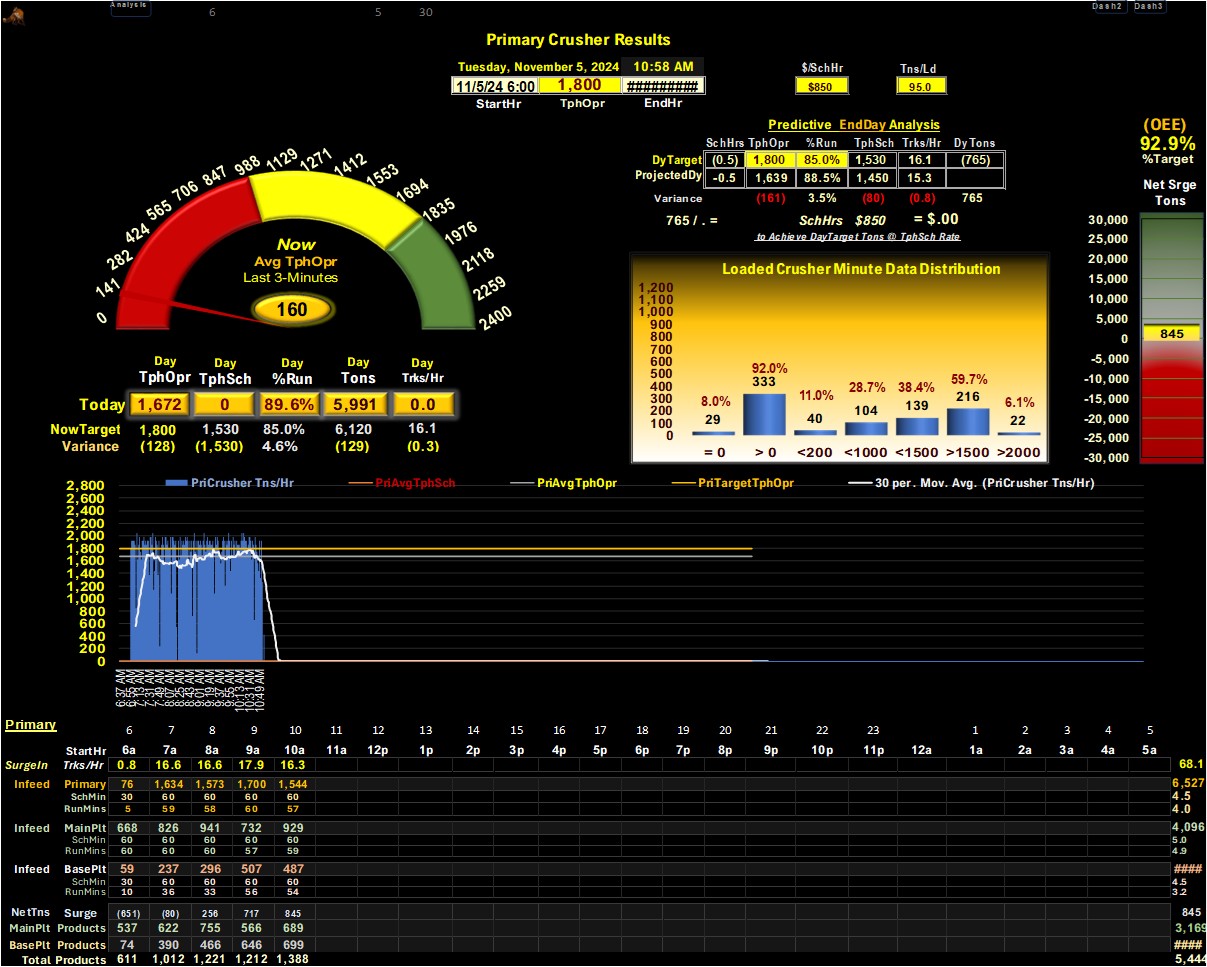 Analysis 6 5 30 Dash2 Dash3
Primary Crusher Results
Tuesday, November 5, 2024 10:58 AM $/SchHr Tns/Ld
11/5/24 6:00 1,800 ########### $850 95.0
StartHr TphOpr EndHr
Predictive EndDay Analysis
SchHrs TphOpr %Run TphSch Trks/Hr DyTons
DyTarget (0.5) 1,800 85.0% 1,530 16.1 (765)
ProjectedDy -0.5 1,639 88.5% 1,450 15.3
Variance (161) 3.5% (80) (0.8) 765
765 / . = SchHrs $850 = $.00
to Achieve DayTarget Tons @ TphSch Rate
(OEE)
92.9%
%Target
Net Srge
Tons
30,000
25,000
20,000
15,000
10,000
5,000
0
845
-5,000
-10,000
-15,000
-20,000
-25,000
-30,000
0 141 282 424 565 706 847 988 1129 1271 1412 1553 1694 1835 1976 2118 2259 2400
Now
Avg TphOpr
Last 3-Minutes
160
Day Day Day Day Day
TphOpr TphSch %Run Tons Trks/Hr
Today 1,672 0 89.6% 5,991 0.0
NowTarget 1,800 1,530 85.0% 6,120 16.1
Variance (128) (1,530) 4.6% (129) (0.3)
Loaded Crusher Minute Data Distribution
1,200
1,100
1,000
900
800
700
600
500
400
300
200
100
0
8.0% 92.0% 11.0% 28.7% 38.4% 59.7% 6.1%
29 333 40 104 139 216 22
= 0 > 0 <200 <1000 <1500 >1500 >2000
PriCrusher Tns/Hr PriAvgTphSch PriAvgTphOpr PriTargetTphOpr 30 per. Mov. Avg. (PriCrusher Tns/Hr)
2,800
2,600
2,400
2,200
2,000
1,800
1,600
1,400
1,200
1,000
800
600
400
200
0
6:37 AM 6:55 AM 7:13 AM 7:31 AM 7:49 AM 8:07 AM 8:25 AM 8:43 AM 9:01 AM 9:19 AM 9:37 AM 9:55 AM 10:13 AM 10:31 AM 10:49 AM
Primary 6 7 8 9 10 11 12 13 14 15 16 17 18 19 20 21 22 23 1 2 3 4 5
StartHr 6a 7a 8a 9a 10a 11a 12p 1p 2p 3p 4p 5p 6p 7p 8p 9p 10p 11p 12a 1a 2a 3a 4a 5a
SurgeIn Trks/Hr 0.8 16.6 16.6 17.9 16.3 68.1
Infeed Primary 76 1,634 1,573 1,700 1,544 6,527
SchMin 30 60 60 60 60 4.5
RunMins 5 59 58 60 57 4.0
Infeed MainPlt 668 826 941 732 929 4,096
SchMin 60 60 60 60 60 5.0
RunMins 60 60 60 57 59 4.9
Infeed BasePlt 59 237 296 507 487 ####
SchMin 30 60 60 60 60 4.5
RunMins 10 36 33 56 54 3.2
NetTns Surge (651) (80) 256 717 845 845
MainPlt Products 537 622 755 566 689 3,169
BasePlt Products 74 390 466 646 699 ####
Total Products 611 1,012 1,221 1,212 1,388 5,444